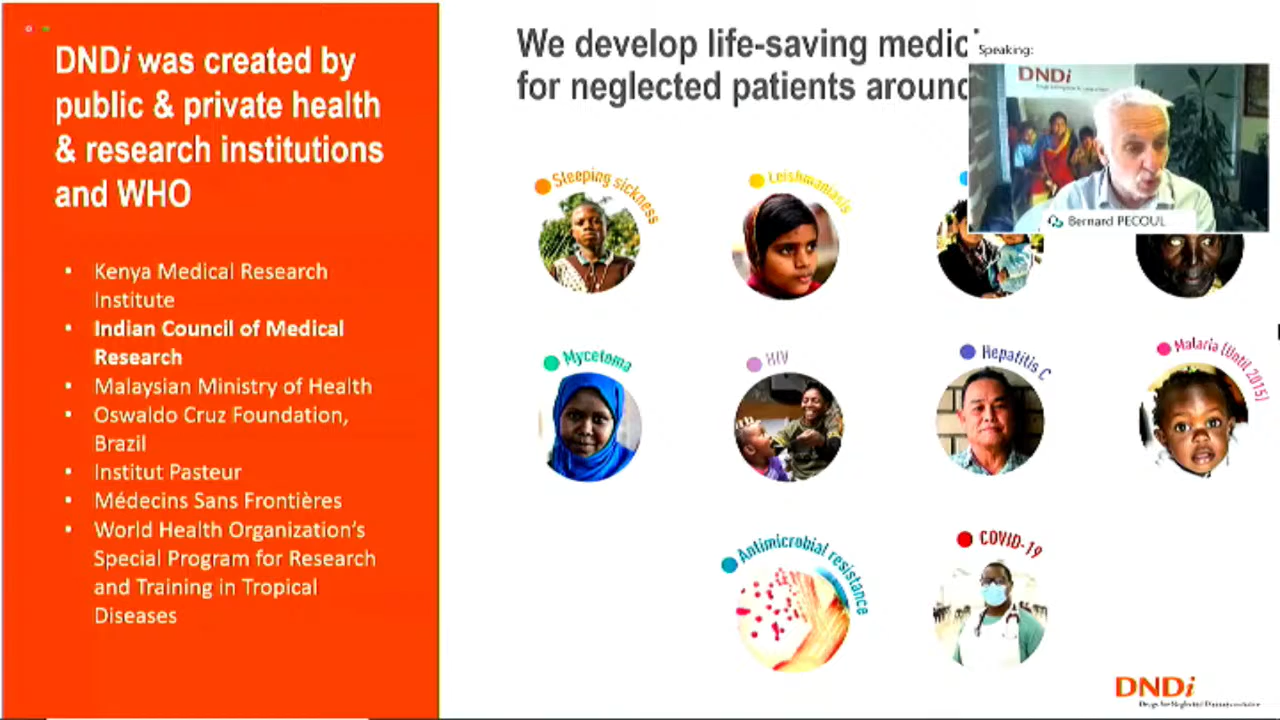 DNDi was created by
public & private health
& research institutions
and WHO
• Kenya Medical Research
Institute
• Indian Council of Medical
Research
• Malaysian Ministry of Health
• Oswaldo Cruz Foundation,
Brazil
• Institut Pasteur
• Médecins Sans Frontières
• World Health Organization’s
Special Program for Research
and Training in Tropical
Diseases
We develop life-saving
for neglected patients
Speaking:
DNDi
Bernard PECOUL
Sleeping sickness
Leishmaniasis
Mycetoma
HIV
Hepatitis C
Malaria (Until 2015)
Antimicrobial resistance
COVID-19
DNDi